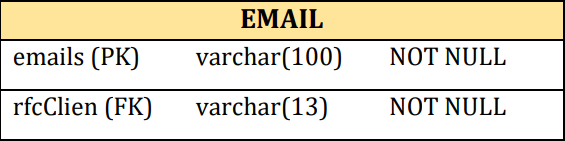 EMAIL
emails (PK) varchar(100) NOT NULL
rfcClien (FK) varchar(13) NOT NULL